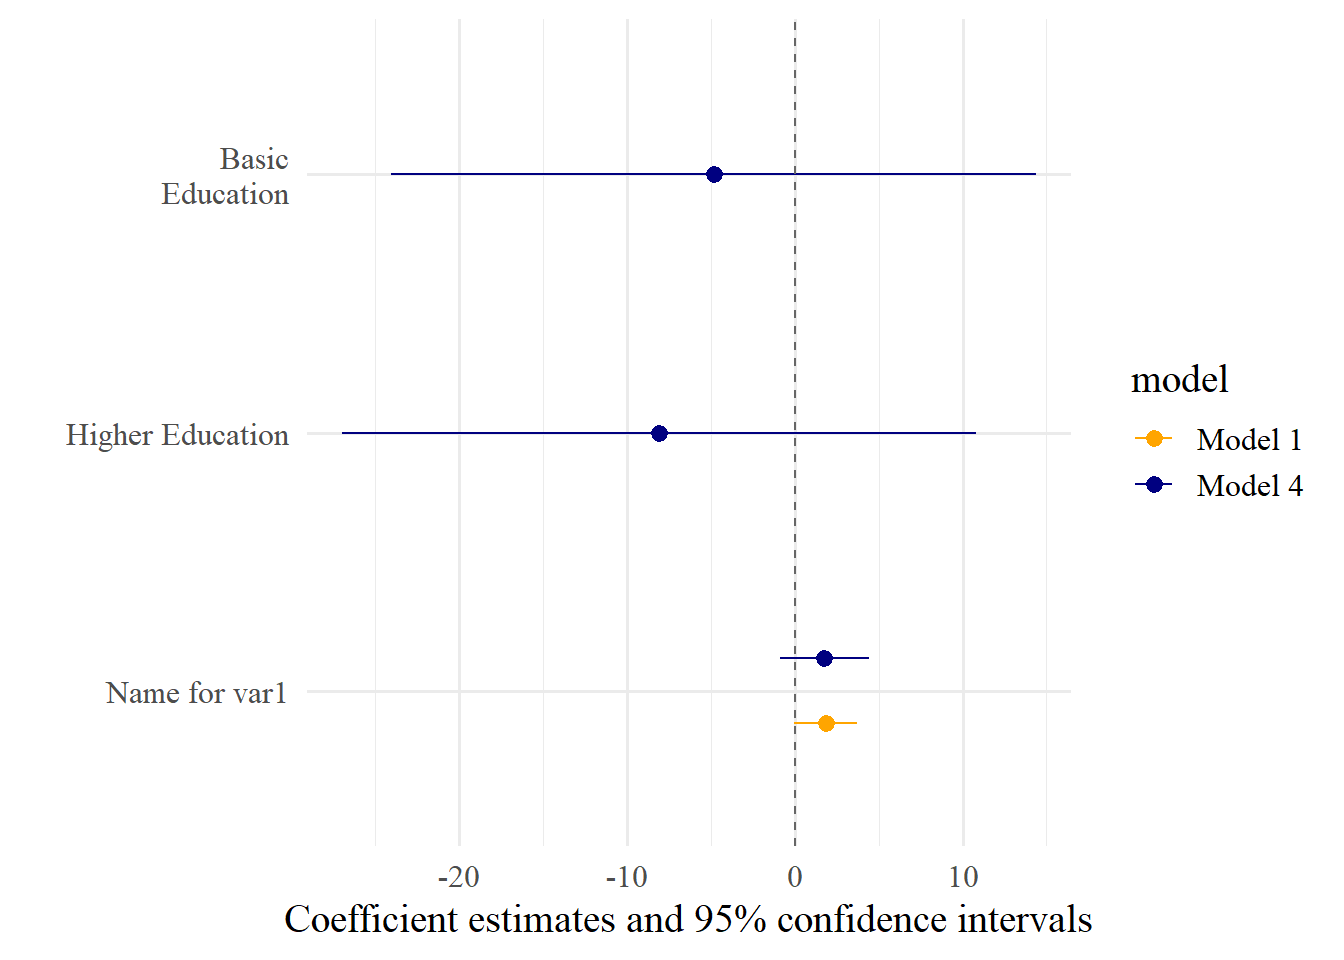 Basic
Education
Higher Education
Name for var1
-20
-10
0
10
Coefficient estimates and 95% confidence intervals
model
Model 1
Model 4